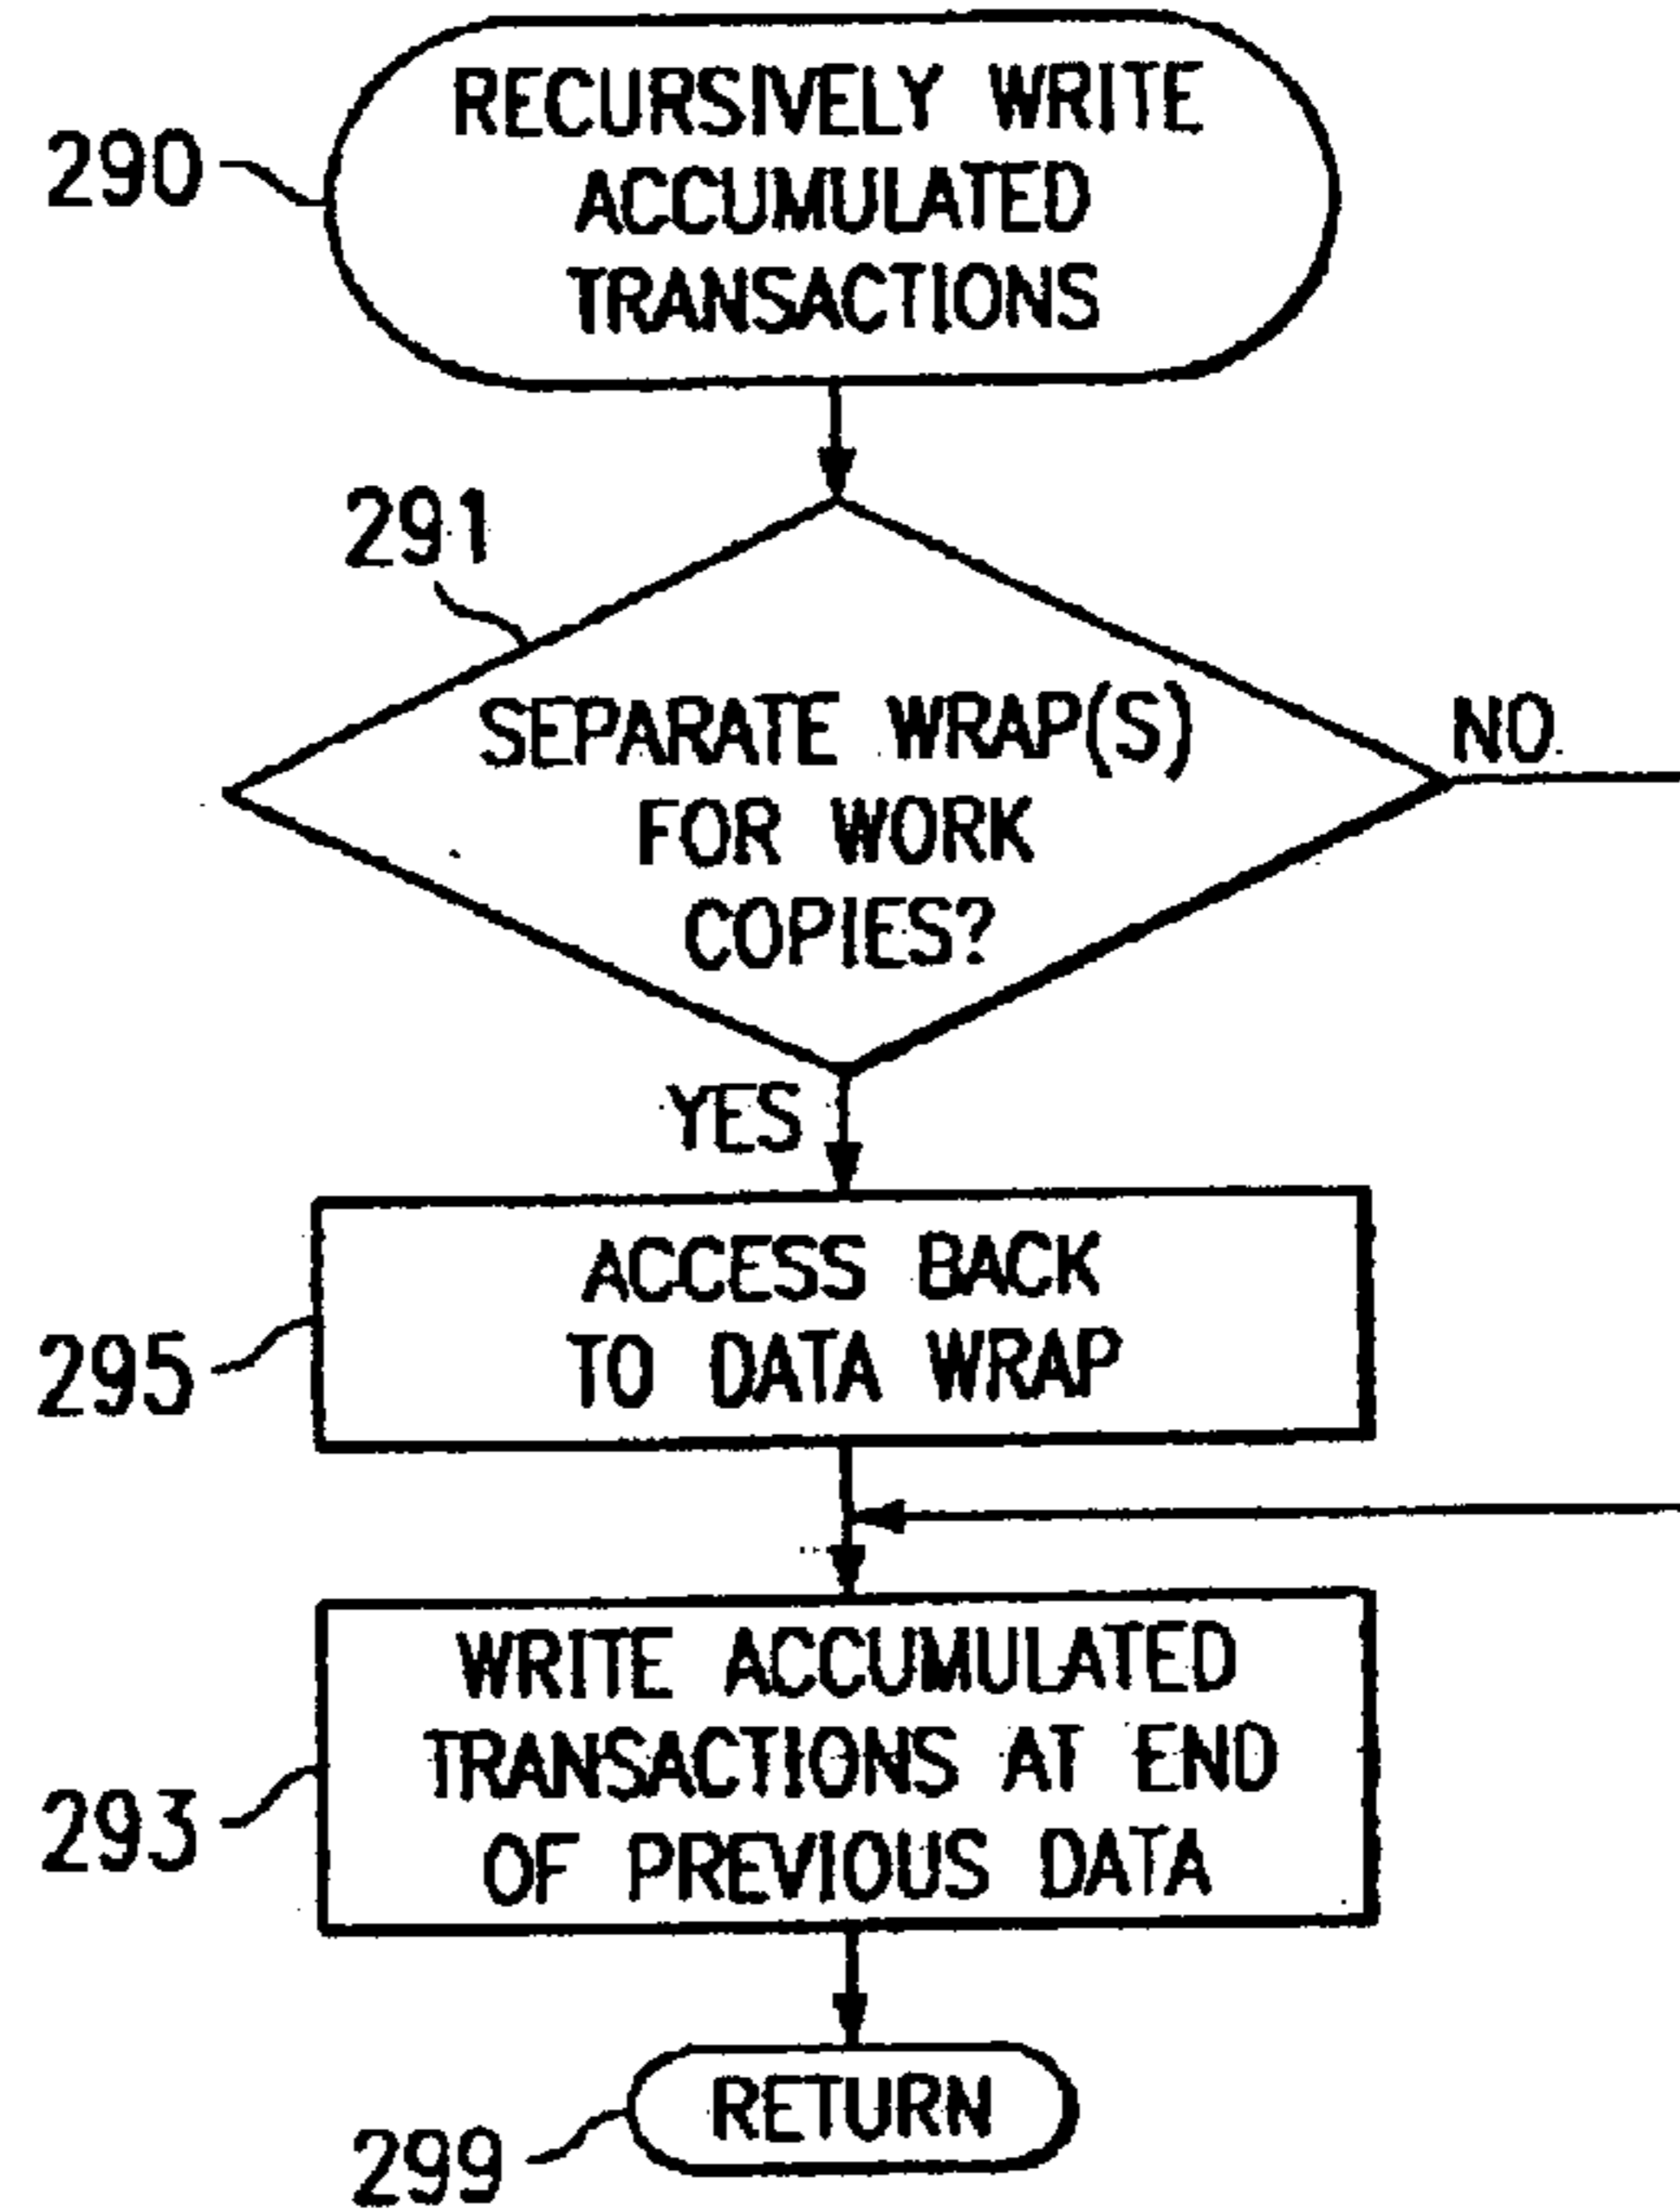 290
RECURSIVELY WRITE
ACCUMULATED
TRANSACTIONS
291
SEPARATE WRAP(S)
FOR WORK
COPIES?
NO
YES
295
ACCESS BACK
TO DATA WRAP
293
WRITE ACCUMULATED
TRANSACTIONS AT END
OF PREVIOUS DATA
299
RETURN